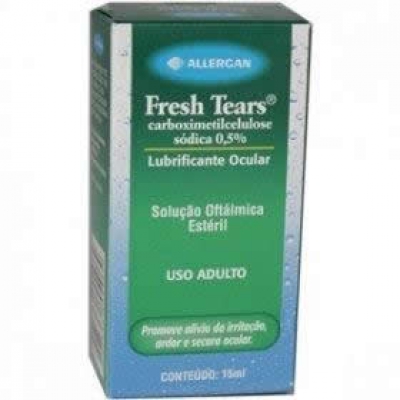 ALLERGAN
Fresh Tears®
carboximetilcelulose
sódica 0,5%
Lubrificante Ocular
Solução Oftálmica
Estéril
USO ADULTO
Promove alívio da irritação,
ardor e secura ocular.
CONTEÚDO: 15ml